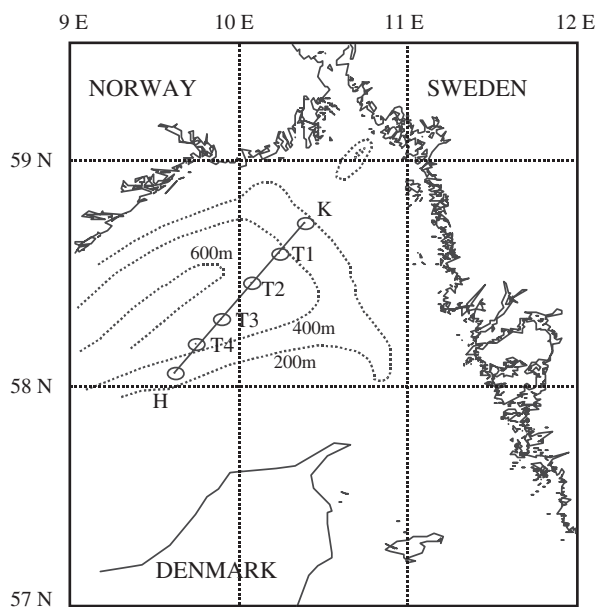 9 E 10 E 11 E 12 E
NORWAY SWEDEN
59 N
K
600m T1
T2
T3 400m
T4 200m
58 N
H
DENMARK
57 N